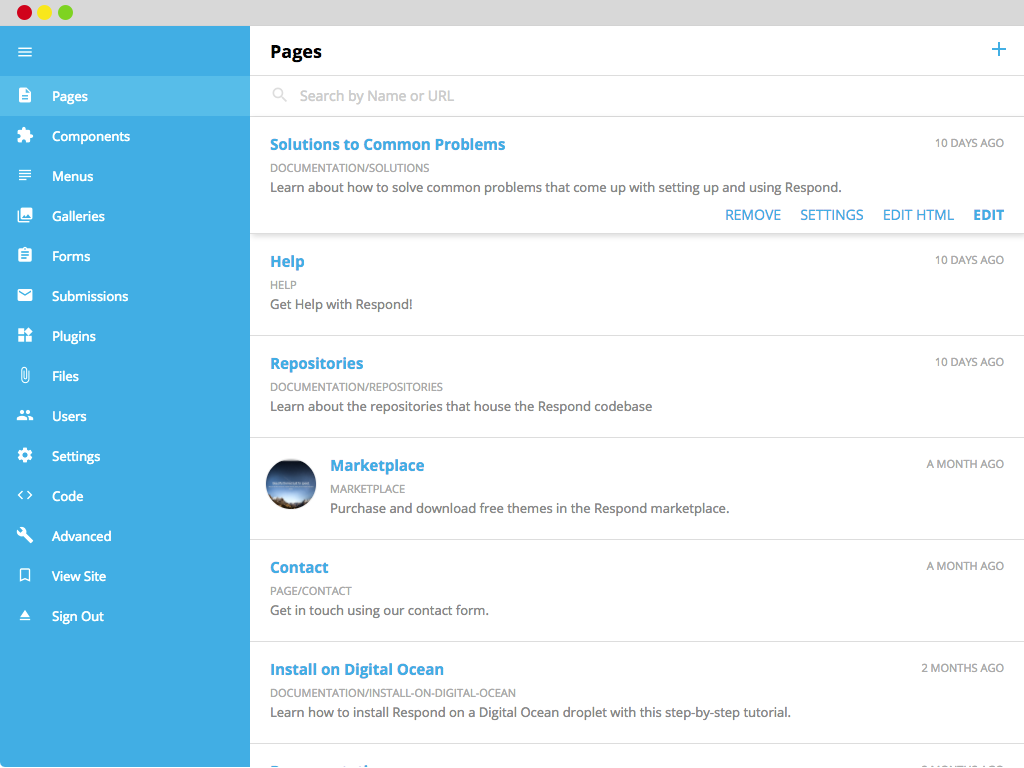 Pages
Components
Menus
Galleries
Forms
Submissions
Plugins
Files
Users
Settings
Code
Advanced
View Site
Sign Out
Pages
Search by Name or URL
Solutions to Common Problems
10 DAYS AGO
DOCUMENTATION/SOLUTIONS
Learn about how to solve common problems that come up with setting up and using Respond.
REMOVE SETTINGS EDIT HTML EDIT
Help
10 DAYS AGO
HELP
Get Help with Respond!
Repositories
10 DAYS AGO
DOCUMENTATION/REPOSITORIES
Learn about the repositories that house the Respond codebase
Marketplace
A MONTH AGO
MARKETPLACE
Purchase and download free themes in the Respond marketplace.
Contact
A MONTH AGO
PAGE/CONTACT
Get in touch using our contact form.
Install on Digital Ocean
2 MONTHS AGO
DOCUMENTATION/INSTALL-ON-DIGITAL-OCEAN
Learn how to install Respond on a Digital Ocean droplet with this step-by-step tutorial.